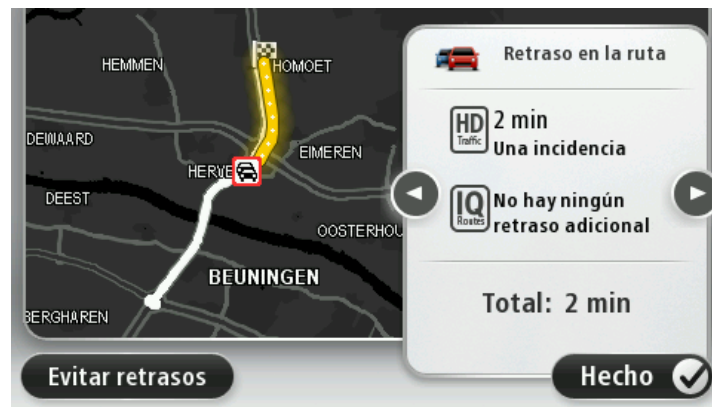 HEMMEN
HOMOET
DEWAARD
HERVE
EIMEREN
DEEST
OOSTERHOU
BEUNINGEN
BERGHAREN
Retraso en la ruta
HD
Traffic
2 min
Una incidencia
IQ
Routes
No hay ningún
retraso adicional
Total: 2 min
Evitar retrasos
Hecho